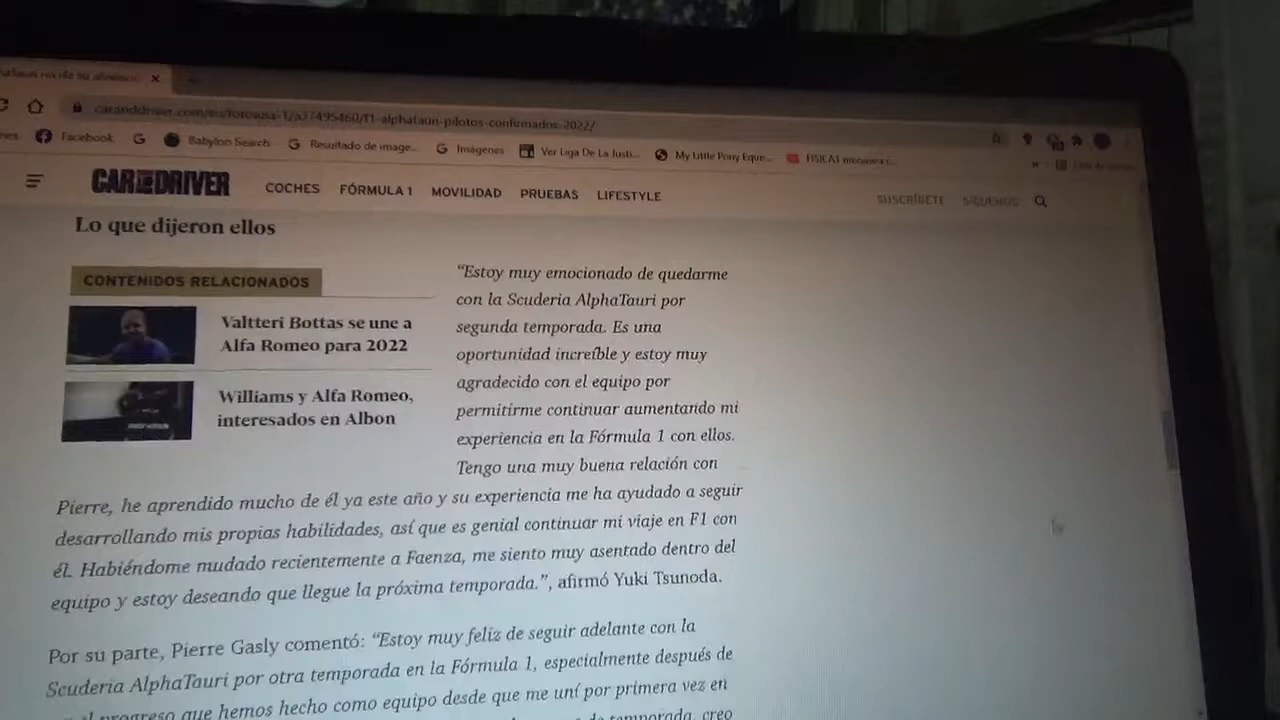 caranddriver.com/es/formula-1/a37495460/f1-alphatauri-pilotos-confirmados-2022/
Facebook
Babylon Search
Resultado de image...
Imágenes
Ver Liga De La Justi...
My Little Pony Eque...
CAR AND DRIVER
COCHES
FÓRMULA 1
MOVILIDAD
PRUEBAS
LIFESTYLE
SUSCRÍBETE
SÍGUENOS
Lo que dijeron ellos
CONTENIDOS RELACIONADOS
Valtteri Bottas se une a
Alfa Romeo para 2022
Williams y Alfa Romeo,
interesados en Albon
“Estoy muy emocionado de quedarme
con la Scuderia AlphaTauri por
segunda temporada. Es una
oportunidad increíble y estoy muy
agradecido con el equipo por
permitirme continuar aumentando mi
experiencia en la Fórmula 1 con ellos.
Tengo una muy buena relación con
Pierre, he aprendido mucho de él ya este año y su experiencia me ha ayudado a seguir
desarrollando mis propias habilidades, así que es genial continuar mi viaje en F1 con
él. Habiéndome mudado recientemente a Faenza, me siento muy asentado dentro del
equipo y estoy deseando que llegue la próxima temporada.”, afirmó Yuki Tsunoda.
Por su parte, Pierre Gasly comentó: “Estoy muy feliz de seguir adelante con la
Scuderia AlphaTauri por otra temporada en la Fórmula 1, especialmente después de
el progreso que hemos hecho como equipo desde que me uní por primera vez en
de temporada, creo